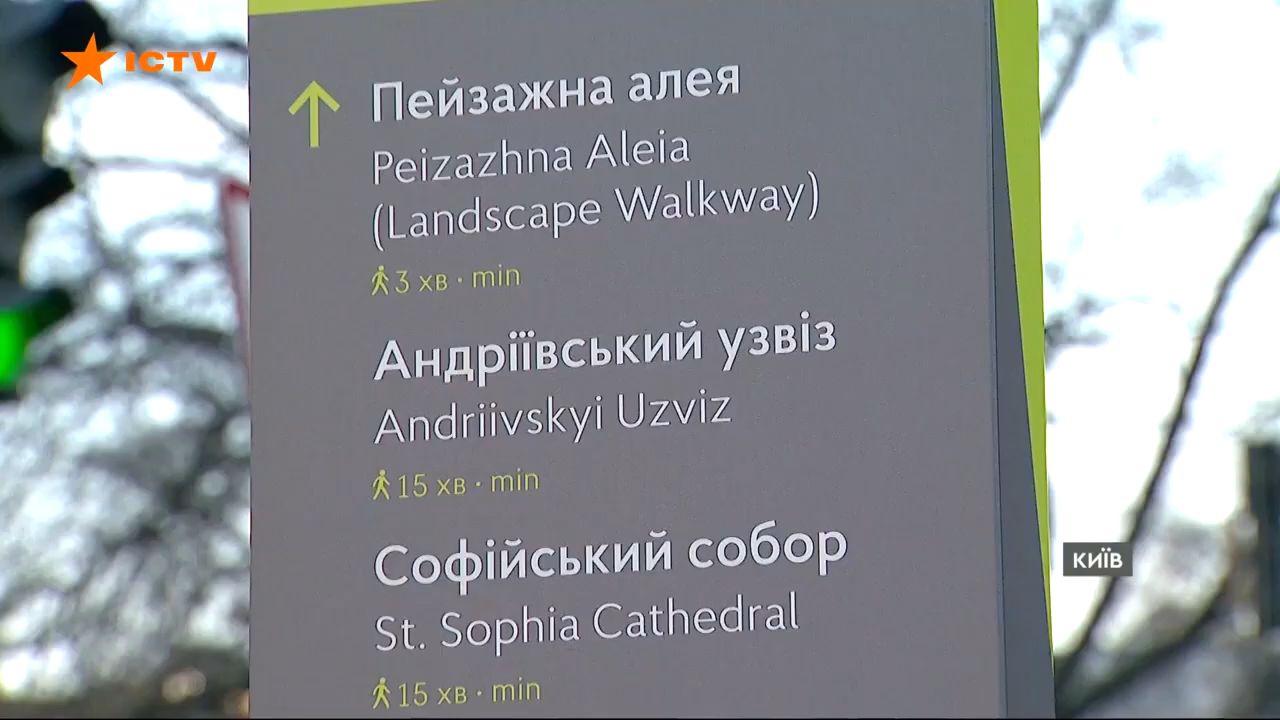 ICTV
Пейзажна алея
Peizazhna Aleia
(Landscape Walkway)
3 хв · min
Андріївський узвіз
Andriivskyi Uzviz
15 хв · min
Софійський собор
St. Sophia Cathedral
15 хв · min
КИЇВ